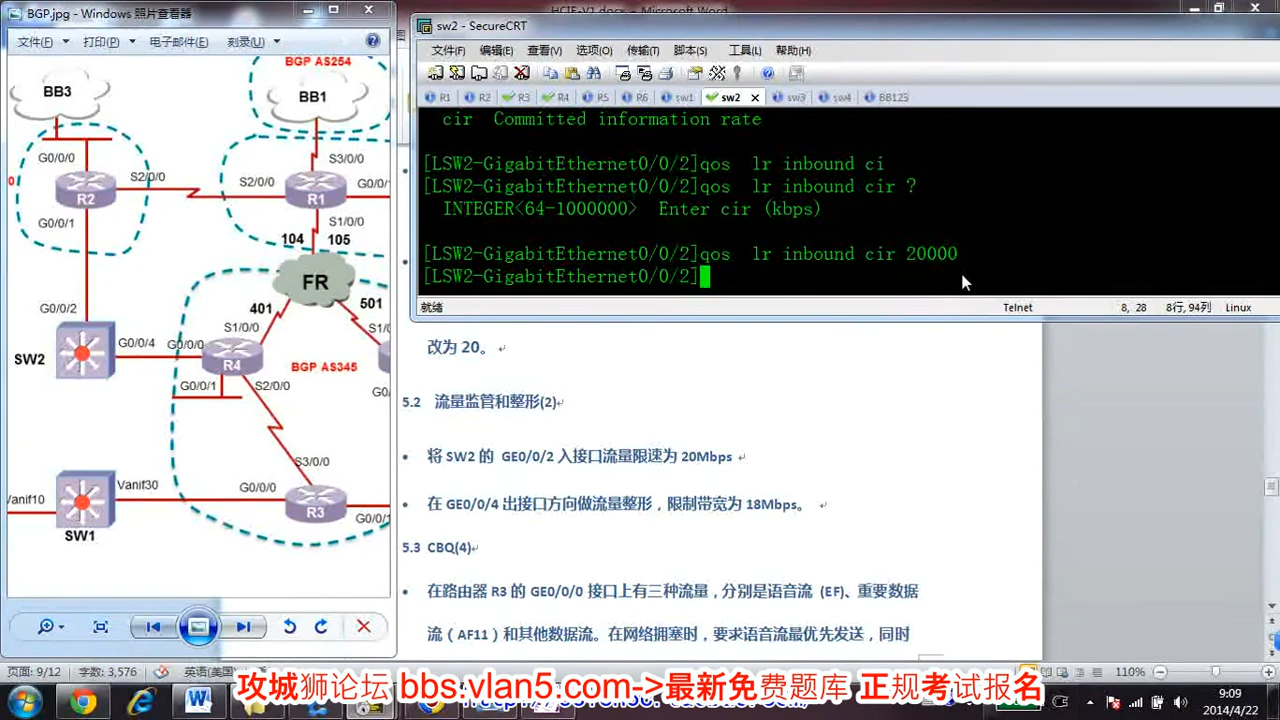 BGP.jpg - Windows 照片查看器
文件(F) 打印(P) 电子邮件(E) 刻录(U)
BGP AS254
BB3
BB1
G0/0/0
S3/0/0
S2/0/0
S2/0/0
G0/0/
R2
R1
G0/0/1
S1/0/0
104 105
FR
401
501
G0/0/2
S1/0/0
S1/
SW2
G0/0/4
G0/0/0
R4
BGP AS345
G0/0/1
S2/0/0
G0/
S3/0/0
Vanif10
Vanif30
G0/0/0
R3
G0/0/
SW1
HCIE-V1.docx - Microsoft Word
sw2 - SecureCRT
文件(F) 编辑(E) 查看(V) 选项(O) 传输(T) 脚本(S) 工具(L) 帮助(H)
R1 R2 R3 R4 R5 R6 sw1 sw2 sw3 sw4 BB123
cir Committed information rate
[LSW2-GigabitEthernet0/0/2]qos lr inbound ci
[LSW2-GigabitEthernet0/0/2]qos lr inbound cir ?
INTEGER<64-1000000> Enter cir (kbps)
[LSW2-GigabitEthernet0/0/2]qos lr inbound cir 20000
[LSW2-GigabitEthernet0/0/2]
就绪 Telnet 8, 28 8行, 94列 Linux
改为 20。
5.2 流量监管和整形(2)
• 将 SW2 的 GE0/0/2 入接口流量限速为 20Mbps
• 在 GE0/0/4 出接口方向做流量整形，限制带宽为 18Mbps。
5.3 CBQ(4)
• 在路由器 R3 的 GE0/0/0 接口上有三种流量，分别是语音流 (EF)、重要数据
流（AF11）和其他数据流。在网络拥塞时，要求语音流最优先发送，同时
页面: 9/12 字数: 3,576 英语(美国) 110%
攻城狮论坛 bbs.vlan5.com->最新免费题库 正规考试报名
9:09
2014/4/22